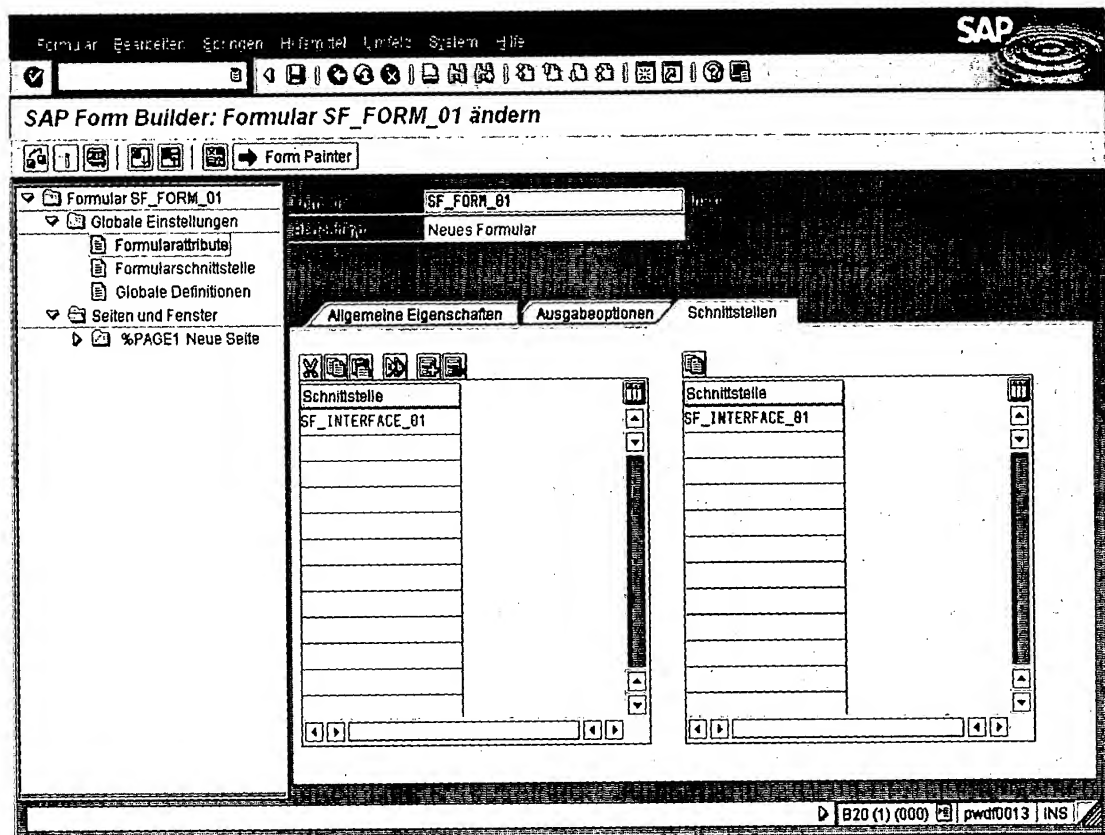 SAP
Formular Bearbeiten Springen Hilfsmittel Umfeld System Hilfe
SAP Form Builder: Formular SF_FORM_01 ändern
Form Painter
Formular SF_FORM_01
Globale Einstellungen
Formularattribute
Formularschnittstelle
Globale Definitionen
Seiten und Fenster
%PAGE1 Neue Seite
SF_FORM_01
Neues Formular
Allgemeine Eigenschaften Ausgabeoptionen Schnittstellen
Schnittstelle Schnittstelle
SF_INTERFACE_01 SF_INTERFACE_01
B20 (1) (000) pwdf0013 INS